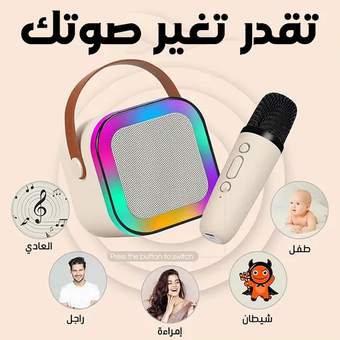 تقدر تغير صوتك
العادي
طفل
Press the button to switch
راجل
إمراءة
شيطان